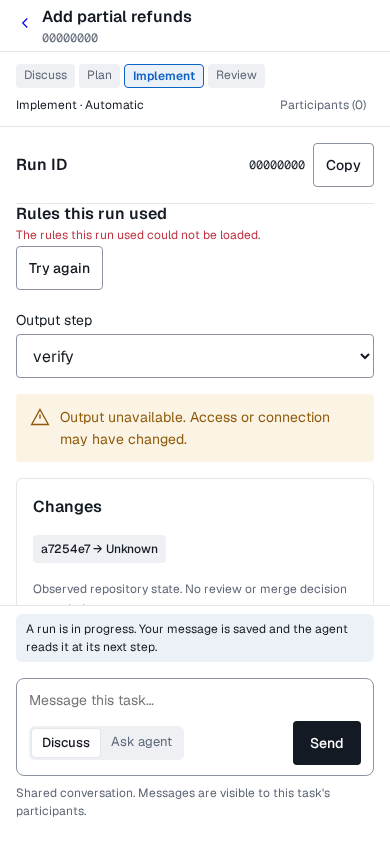 Add partial refunds
00000000
Discuss
Plan
Implement
Review
Implement · Automatic
Participants (0)
Run ID
00000000
Copy
Rules this run used
The rules this run used could not be loaded.
Try again
Output step
verify
Output unavailable. Access or connection
may have changed.
Changes
a7254e7 → Unknown
Observed repository state. No review or merge decision
A run is in progress. Your message is saved and the agent
reads it at its next step.
Message this task...
Discuss
Ask agent
Send
Shared conversation. Messages are visible to this task's
participants.